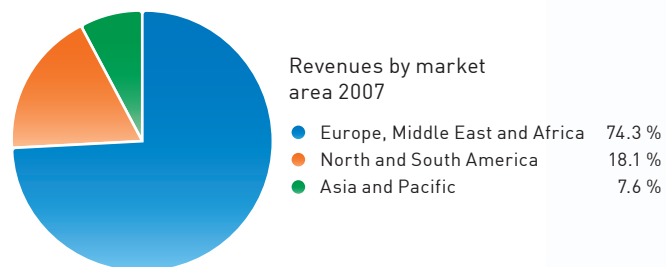 Revenues by market
area 2007
Europe, Middle East and Africa 74.3 %
North and South America 18.1 %
Asia and Pacific 7.6 %